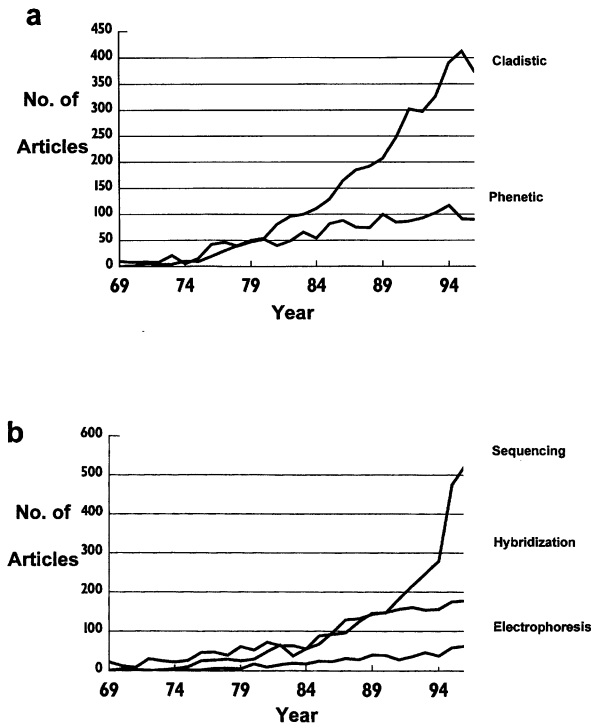 a
450
400
350
300
250
200
150
100
50
0
No. of
Articles
69 74 79 84 89 94
Year
Cladistic
Phenetic
b
600
500
400
300
200
100
0
No. of
Articles
69 74 79 84 89 94
Year
Sequencing
Hybridization
Electrophoresis